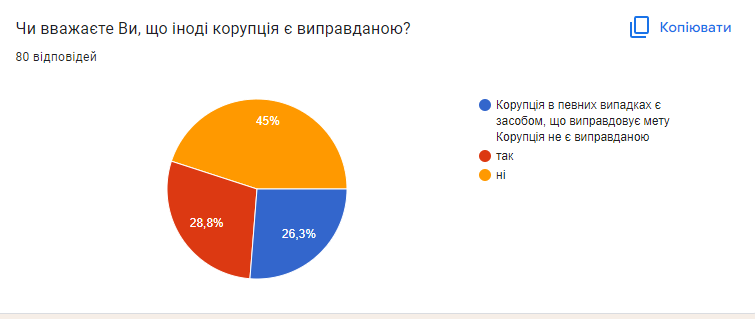 Чи вважаєте Ви, що іноді корупція є виправданою?
Копіювати
80 відповідей
45%
28,8%
26,3%
Корупція в певних випадках є
засобом, що виправдовує мету
Корупція не є виправданою
так
ні